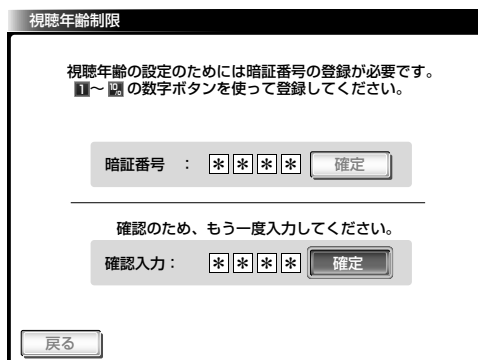 視聴年齢制限
視聴年齢の設定のためには暗証番号の登録が必要です。
1～10の数字ボタンを使って登録してください。
暗証番号 ： ＊＊＊＊ 確定
確認のため、もう一度入力してください。
確認入力： ＊＊＊＊ 確定
戻る